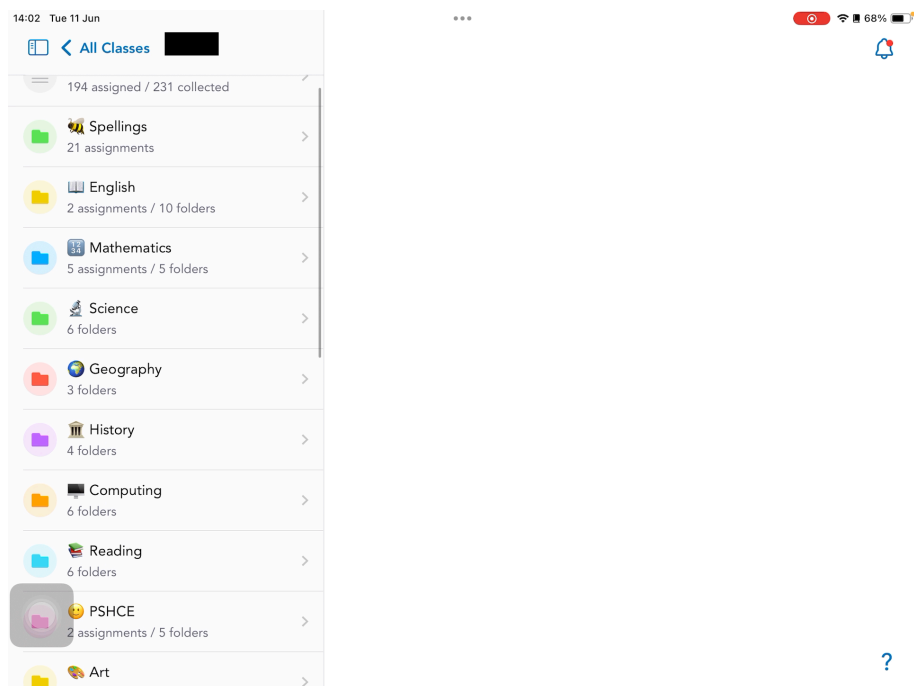 14:02 Tue 11 Jun
68%
All Classes
194 assigned / 231 collected
Spellings
21 assignments
English
2 assignments / 10 folders
Mathematics
5 assignments / 5 folders
Science
6 folders
Geography
3 folders
History
4 folders
Computing
6 folders
Reading
6 folders
PSHCE
2 assignments / 5 folders
Art
?